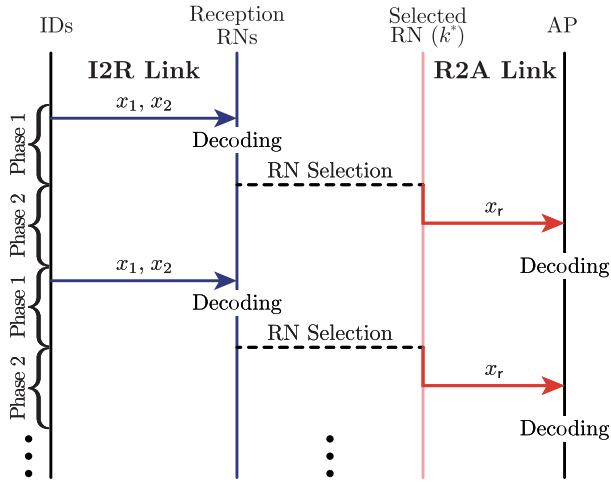 IDs
Reception
RNs
Selected
RN (k*)
AP
I2R Link
R2A Link
Phase 1
x₁, x₂
Decoding
RN Selection
Phase 2
xᵣ
Decoding
Phase 1
x₁, x₂
Decoding
RN Selection
Phase 2
xᵣ
Decoding